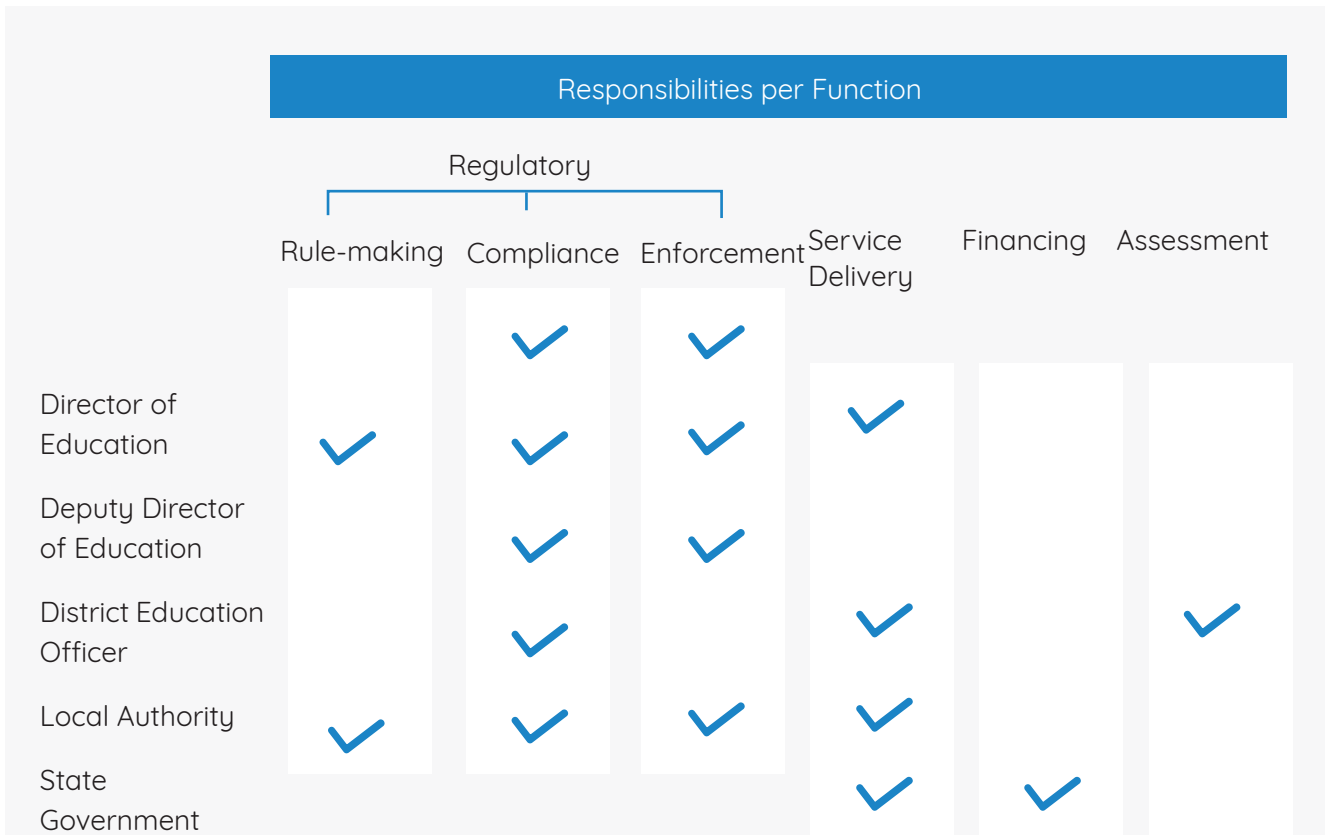 Responsibilities per Function
Regulatory
Rule-making
Compliance
Enforcement
Service
Delivery
Financing
Assessment
Director of
Education
Deputy Director
of Education
District Education
Officer
Local Authority
State
Government